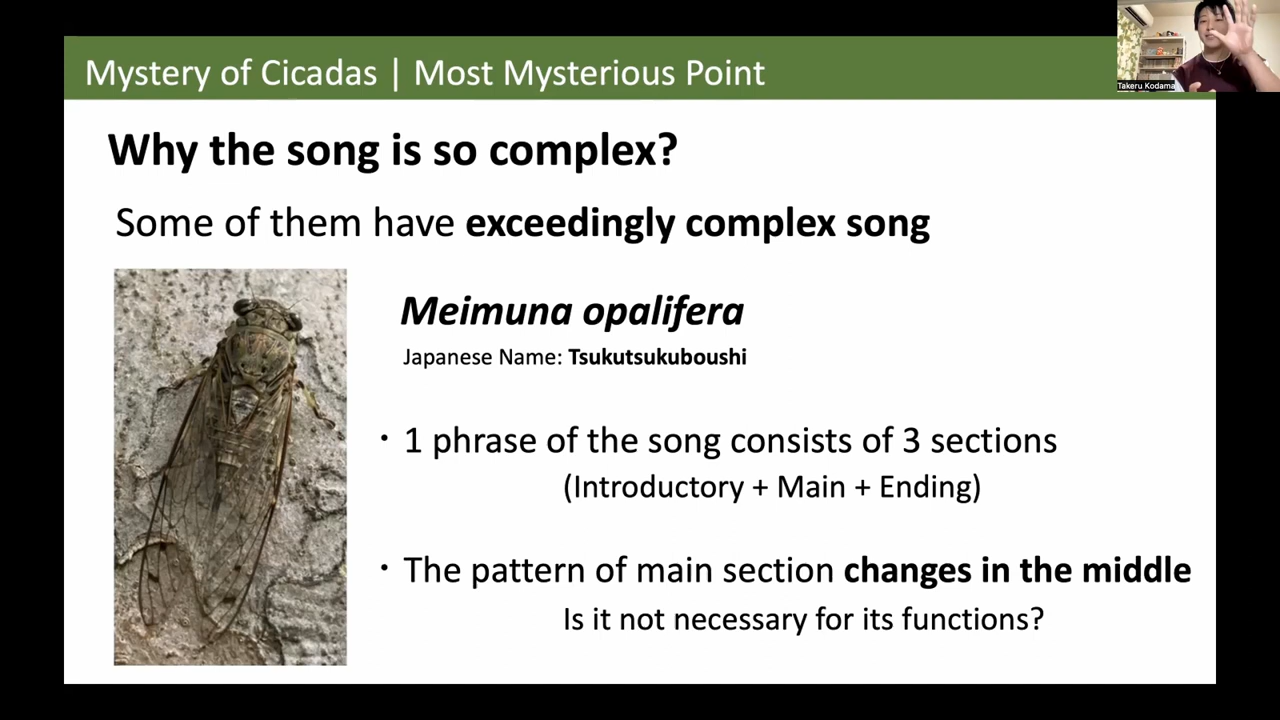 Mystery of Cicadas | Most Mysterious Point
Takeru Kodama
Why the song is so complex?
Some of them have exceedingly complex song
Meimuna opalifera
Japanese Name: Tsukutsukuboushi
・1 phrase of the song consists of 3 sections
(Introductory + Main + Ending)
・The pattern of main section changes in the middle
Is it not necessary for its functions?